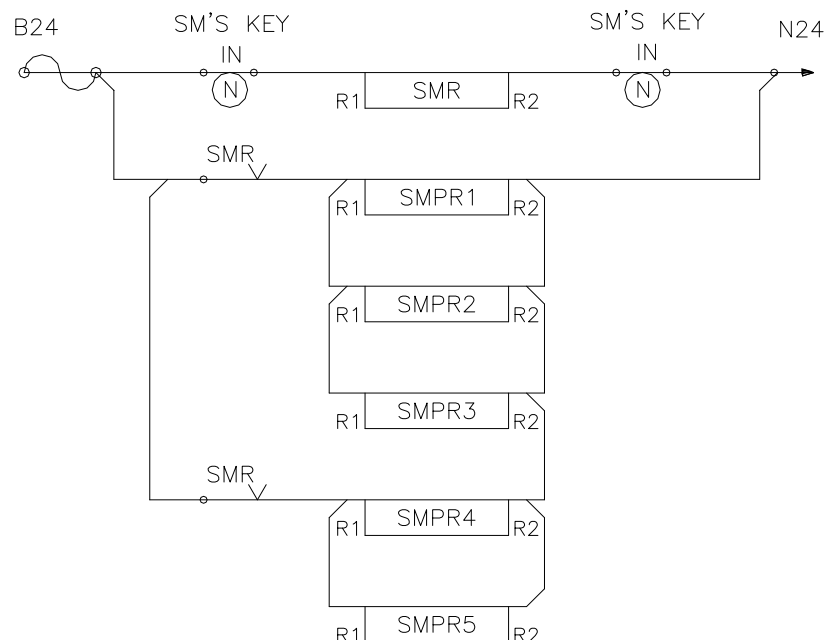 B24
SM'S KEY
SM'S KEY
N24
IN
IN
N
N
R1
SMR
R2
SMR
R1
SMPR1
R2
R1
SMPR2
R2
R1
SMPR3
R2
SMR
R1
SMPR4
R2
R1
SMPR5
R2